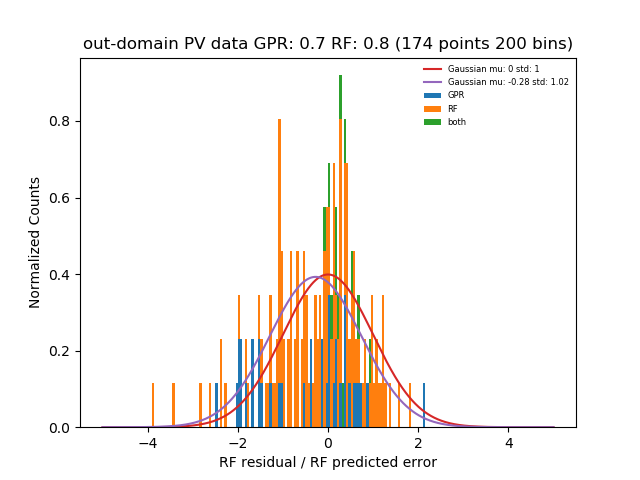 out-domain PV data GPR: 0.7 RF: 0.8 (174 points 200 bins)
Gaussian mu: 0 std: 1
Gaussian mu: -0.28 std: 1.02
GPR
RF
both
Normalized Counts
0.8
0.6
0.4
0.2
0.0
−4
−2
0
2
4
RF residual / RF predicted error